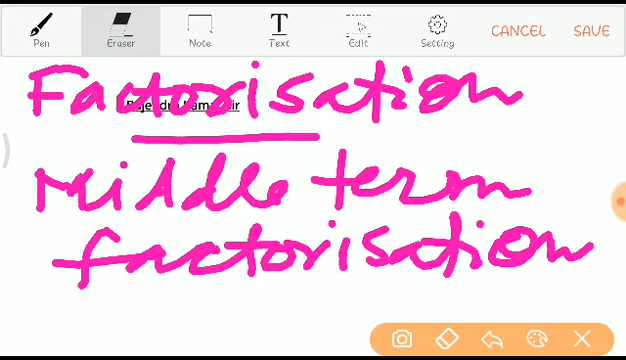 Pen Eraser Note Text Edit Setting CANCEL SAVE
Factorisation
Middle term
factorisation